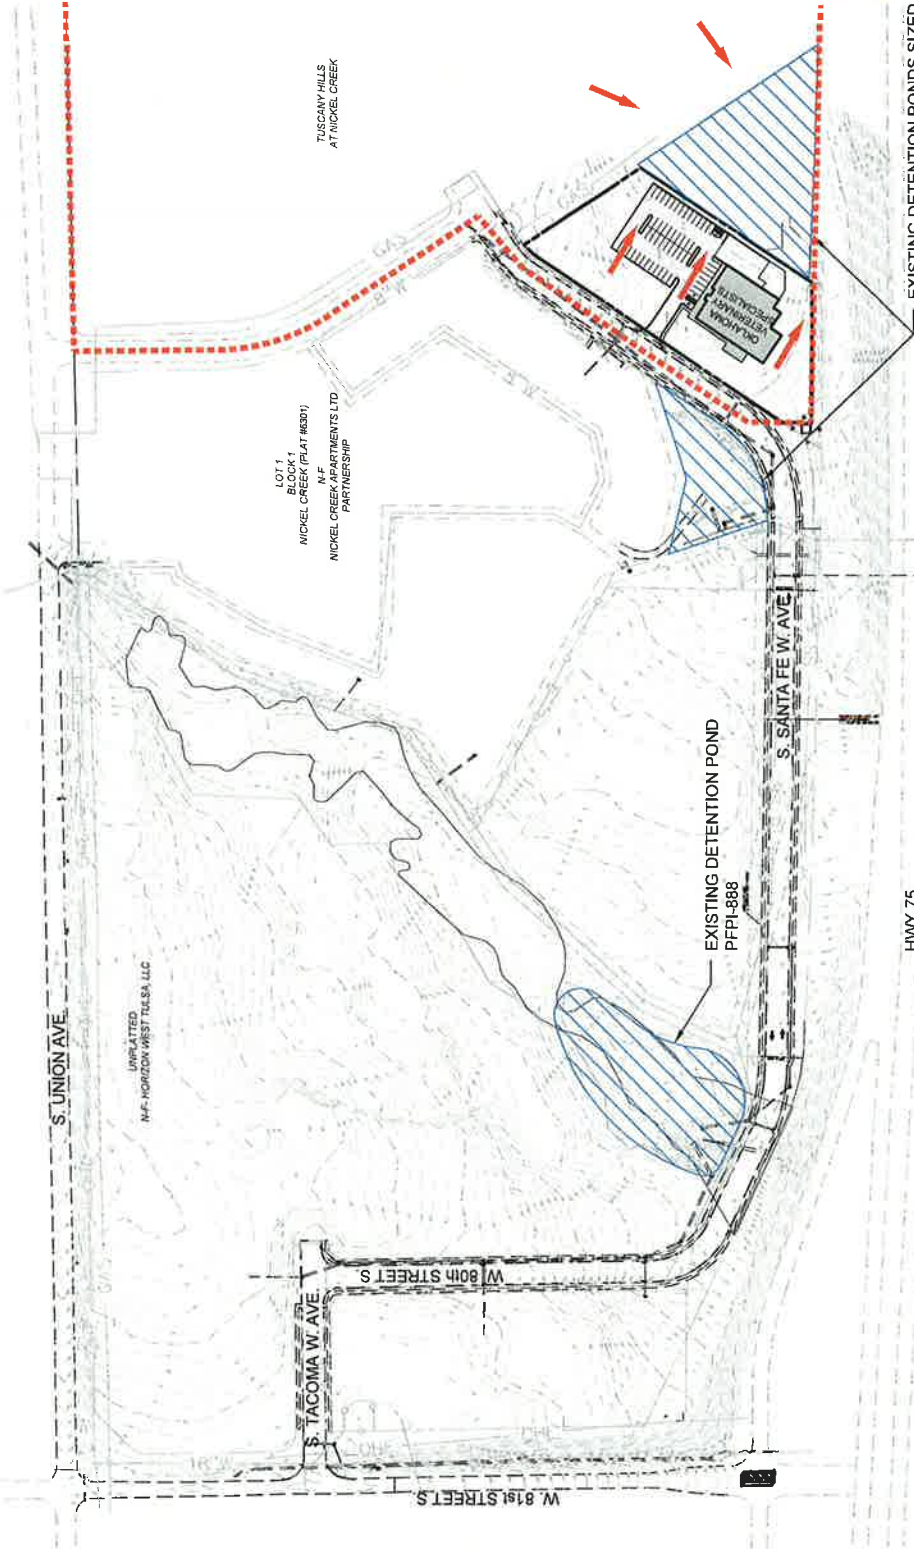 TUSCANY HILLS
AT NICKEL CREEK
GAS
B-W
LOT 1
BLOCK 1
NICKEL CREEK (PLAT #6301)
N-F
NICKEL CREEK APARTMENTS LTD
PARTNERSHIP
OKLAHOMA
VETERINARY
SPECIALISTS
EXISTING DETENTION PONDS SIZED
S. UNION AVE.
UNPLATTED
N-F- HORIZON WEST TULSA, LLC
EXISTING DETENTION POND
PFPI-888
S. SANTA FE W. AVE.
HWY 75
W. 80th STREET S
S. TACOMA W. AVE.
W. 81st STREET S